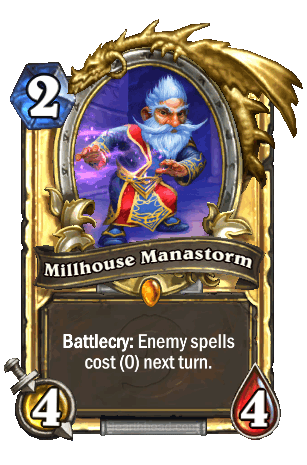 2
Millhouse Manastorm
Battlecry: Enemy spells
cost (0) next turn.
4
4